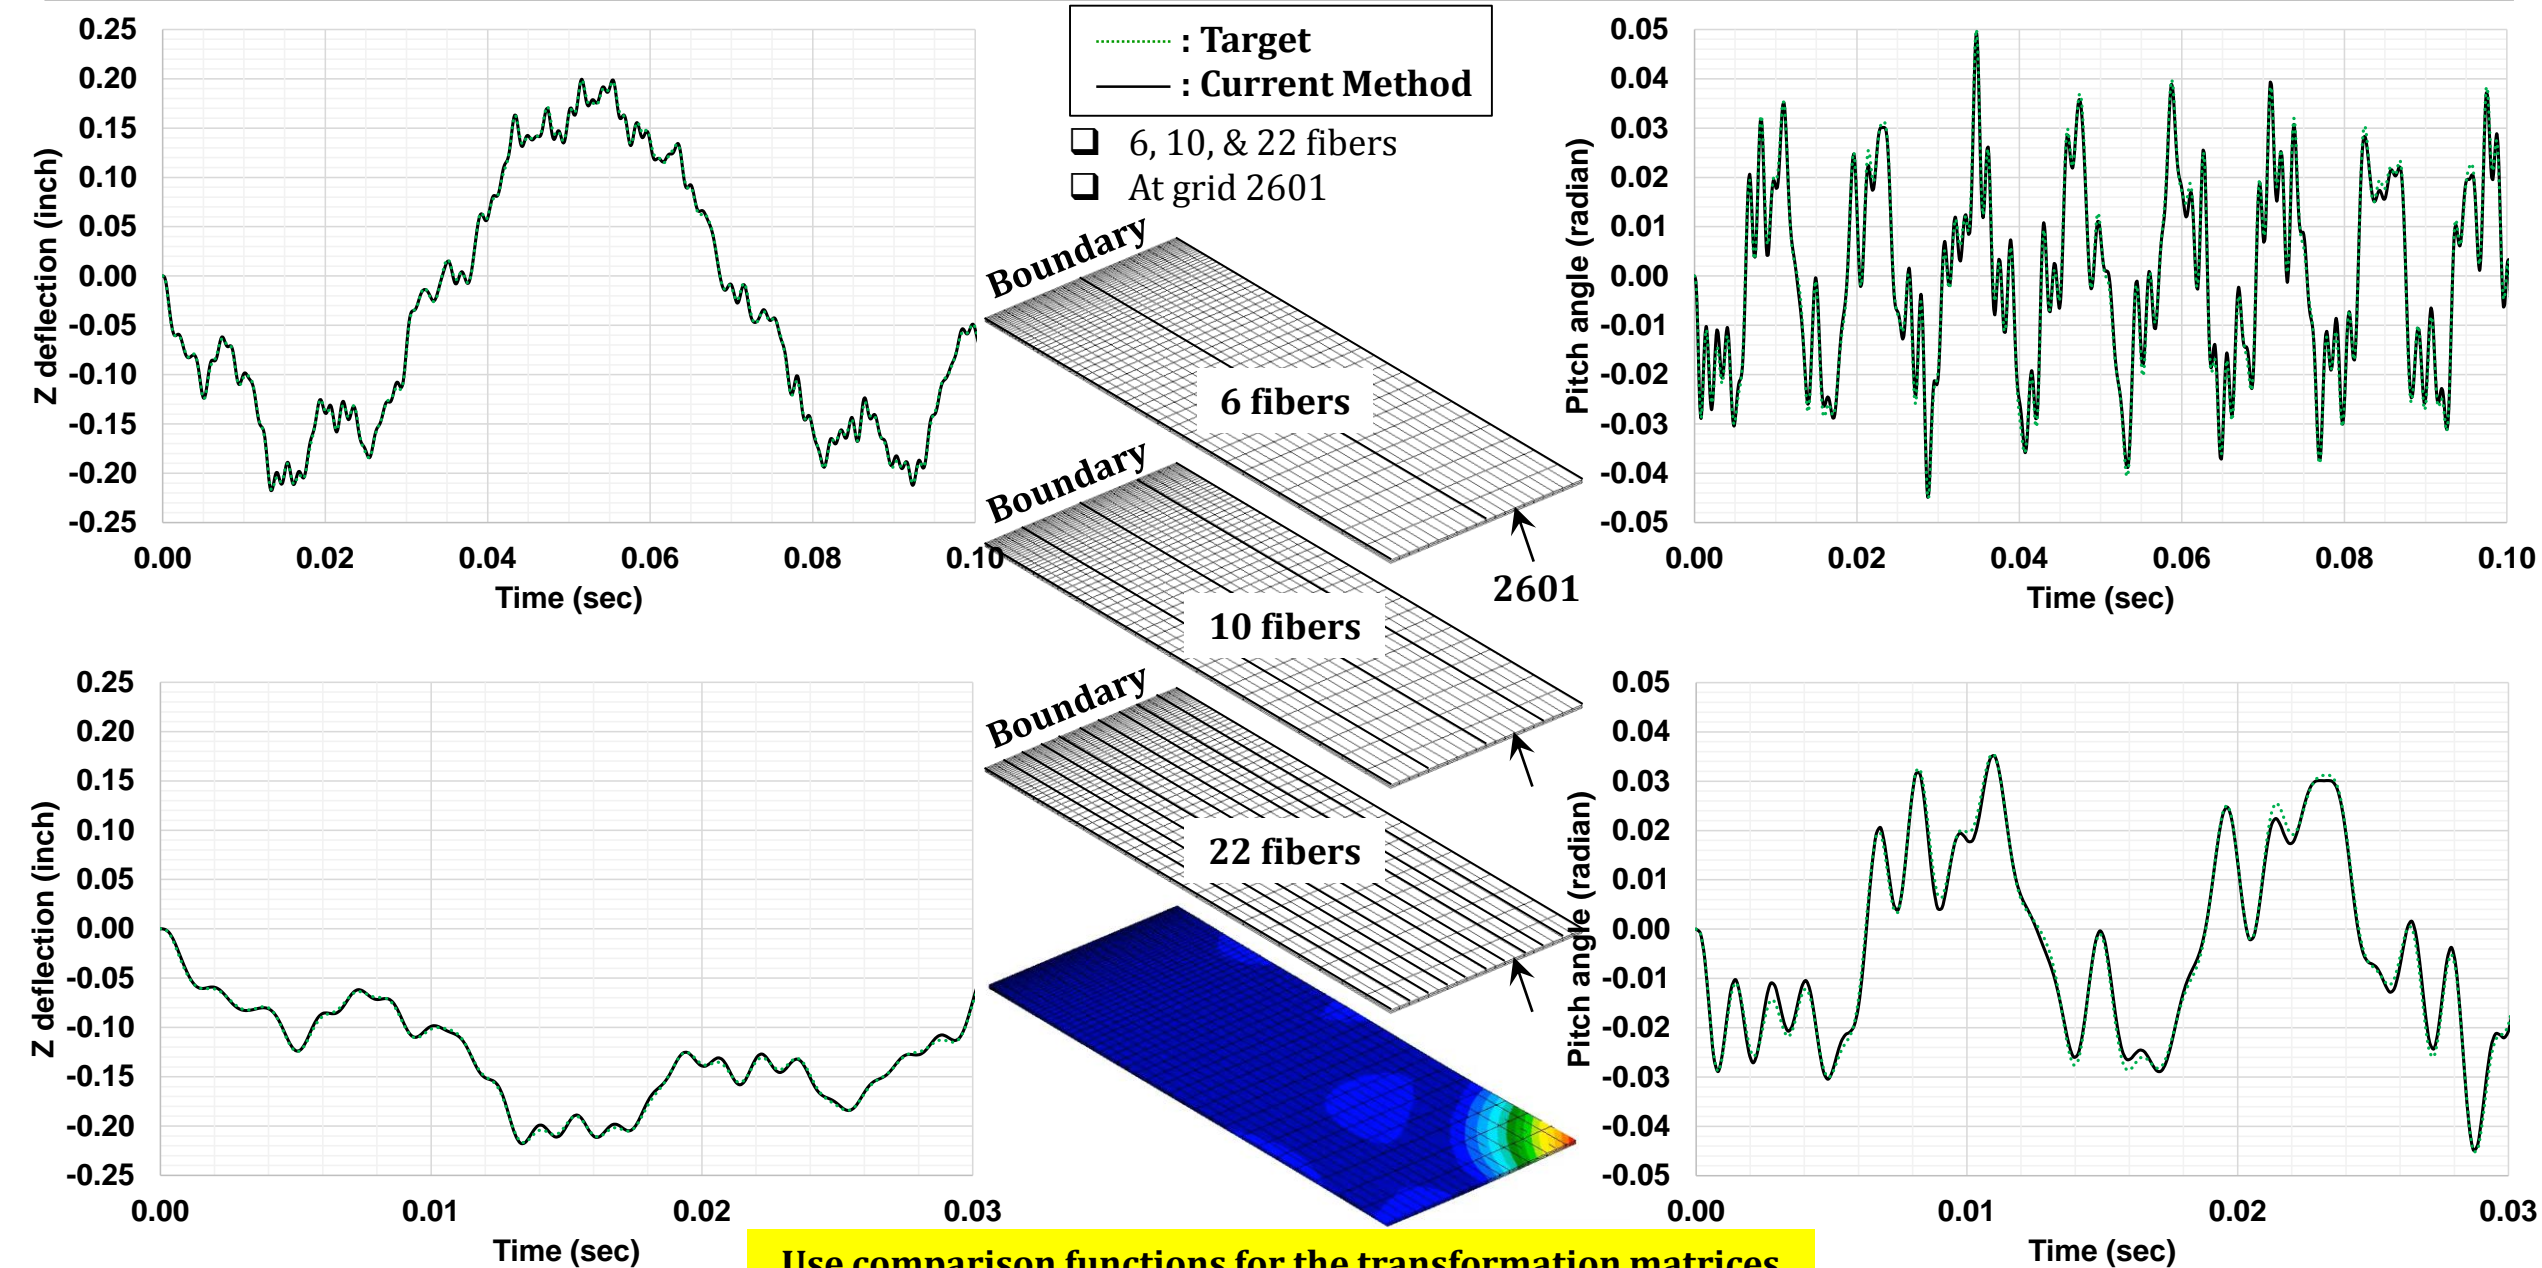 0.25
0.20
0.15
0.10
0.05
0.00
-0.05
-0.10
-0.15
-0.20
-0.25
Z deflection (inch)
0.00 0.02 0.04 0.06 0.08 0.10
Time (sec)
: Target
: Current Method
6, 10, & 22 fibers
At grid 2601
Boundary
6 fibers
2601
Boundary
10 fibers
Boundary
22 fibers
0.05
0.04
0.03
0.02
0.01
0.00
-0.01
-0.02
-0.03
-0.04
-0.05
Pitch angle (radian)
0.00 0.02 0.04 0.06 0.08 0.10
Time (sec)
0.25
0.20
0.15
0.10
0.05
0.00
-0.05
-0.10
-0.15
-0.20
-0.25
Z deflection (inch)
0.00 0.01 0.02 0.03
Time (sec)
0.05
0.04
0.03
0.02
0.01
0.00
-0.01
-0.02
-0.03
-0.04
-0.05
Pitch angle (radian)
0.00 0.01 0.02 0.03
Time (sec)
Use comparison functions for the transformation matrices